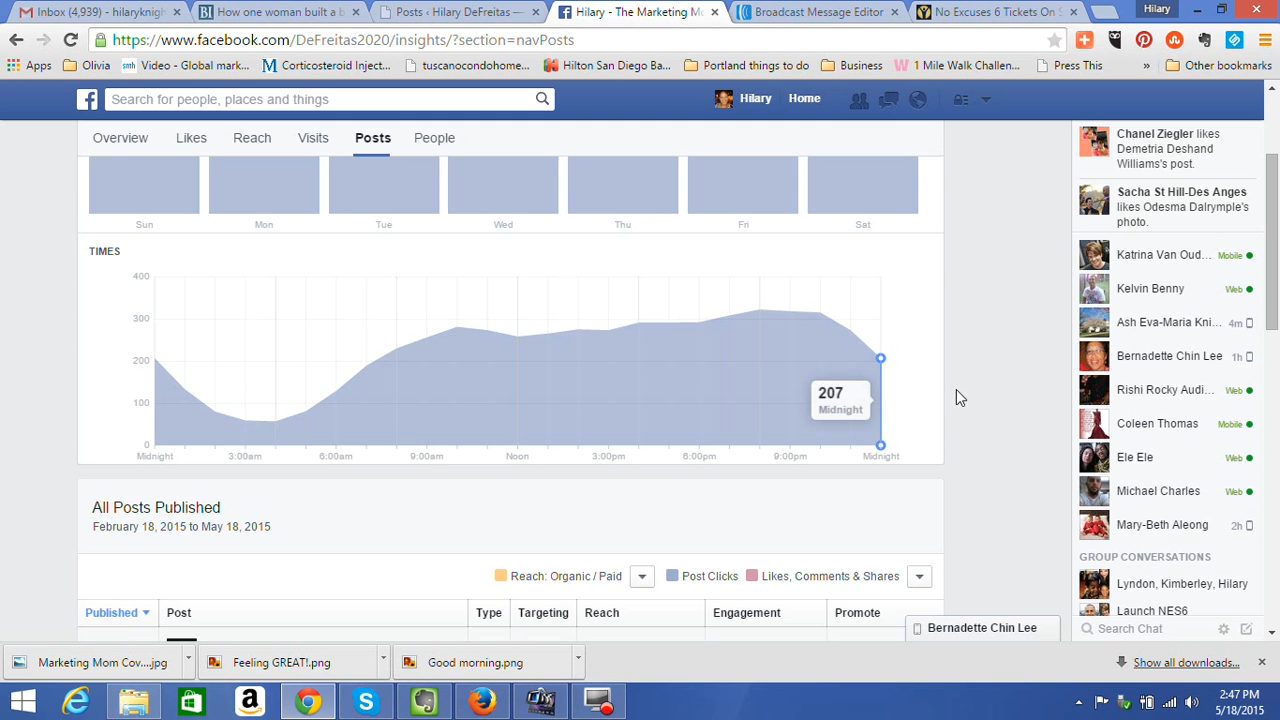 Inbox (4,939) - hilaryknigh
How one woman built a b
Posts ‹ Hilary DeFreitas —
Hilary - The Marketing Mo
Broadcast Message Editor
No Excuses 6 Tickets On S
Hilary
https://www.facebook.com/DeFreitas2020/insights/?section=navPosts
Apps
Olivia
smh
Video - Global mark...
Corticosteroid Inject...
tuscanocondohome...
Hilton San Diego Ba...
Portland things to do
Business
1 Mile Walk Challen...
Press This
»
Other bookmarks
Search for people, places and things
Hilary
Home
Overview
Likes
Reach
Visits
Posts
People
Sun
Mon
Tue
Wed
Thu
Fri
Sat
TIMES
400
300
200
100
0
207
Midnight
Midnight
3:00am
6:00am
9:00am
Noon
3:00pm
6:00pm
9:00pm
Midnight
All Posts Published
February 18, 2015 to May 18, 2015
Reach: Organic / Paid
Post Clicks
Likes, Comments & Shares
Published
Post
Type
Targeting
Reach
Engagement
Promote
Chanel Ziegler likes
Demetria Deshand
Williams's post.
Sacha St Hill-Des Anges
likes Odesma Dalrymple's
photo.
Katrina Van Oud... Mobile
Kelvin Benny Web
Ash Eva-Maria Kni... 4m
Bernadette Chin Lee 1h
Rishi Rocky Audi... Web
Coleen Thomas Mobile
Ele Ele Web
Michael Charles Web
Mary-Beth Aleong 2h
GROUP CONVERSATIONS
Lyndon, Kimberley, Hilary
Launch NES6
Search Chat
Bernadette Chin Lee
Marketing Mom Cov....jpg
Feeling GREAT!.png
Good morning.png
Show all downloads...
2:47 PM
5/18/2015